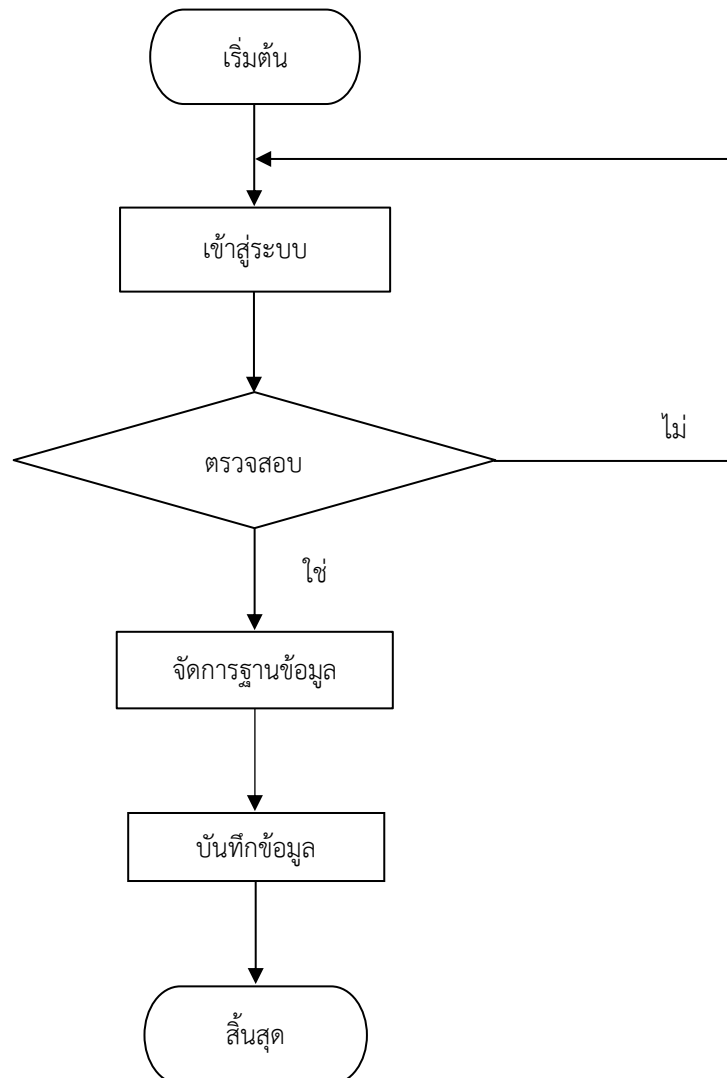 เริ่มต้น
เข้าสู่ระบบ
ตรวจสอบ
ไม่
ใช่
จัดการฐานข้อมูล
บันทึกข้อมูล
สิ้นสุด